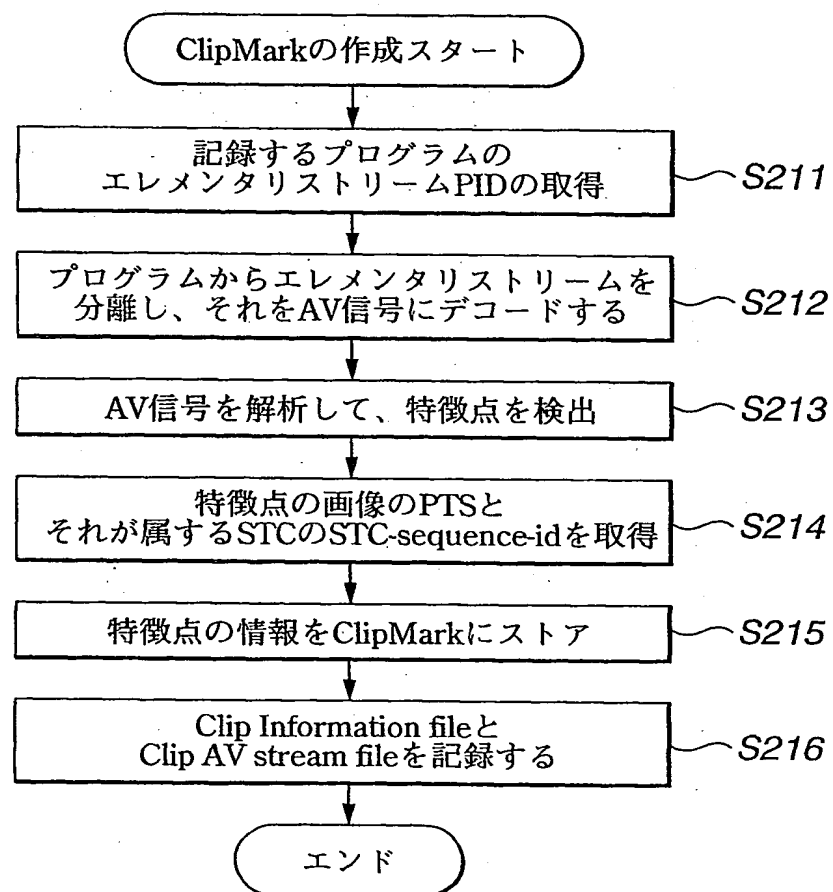 ClipMarkの作成スタート
記録するプログラムの
エレメンタリストリームPIDの取得
S211
プログラムからエレメンタリストリームを
分離し、それをAV信号にデコードする
S212
AV信号を解析して、特徴点を検出
S213
特徴点の画像のPTSと
それが属するSTCのSTC-sequence-idを取得
S214
特徴点の情報をClipMarkにストア
S215
Clip Information fileと
Clip AV stream fileを記録する
S216
エンド